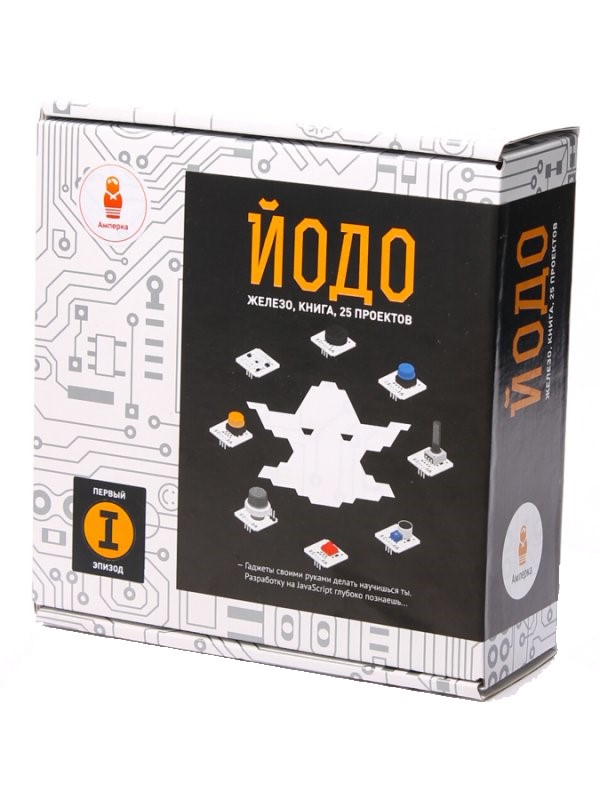 Амперка
ЙОДО
ЖЕЛЕЗО, КНИГА, 25 ПРОЕКТОВ
ПЕРВЫЙ
I
ЭПИЗОД
— Гаджеты своими руками делать научишься ты.
Разработку на JavaScript глубоко познаешь...
ЙОДО
ЖЕЛЕЗО, КНИГА, 25 ПРОЕКТОВ
Амперка